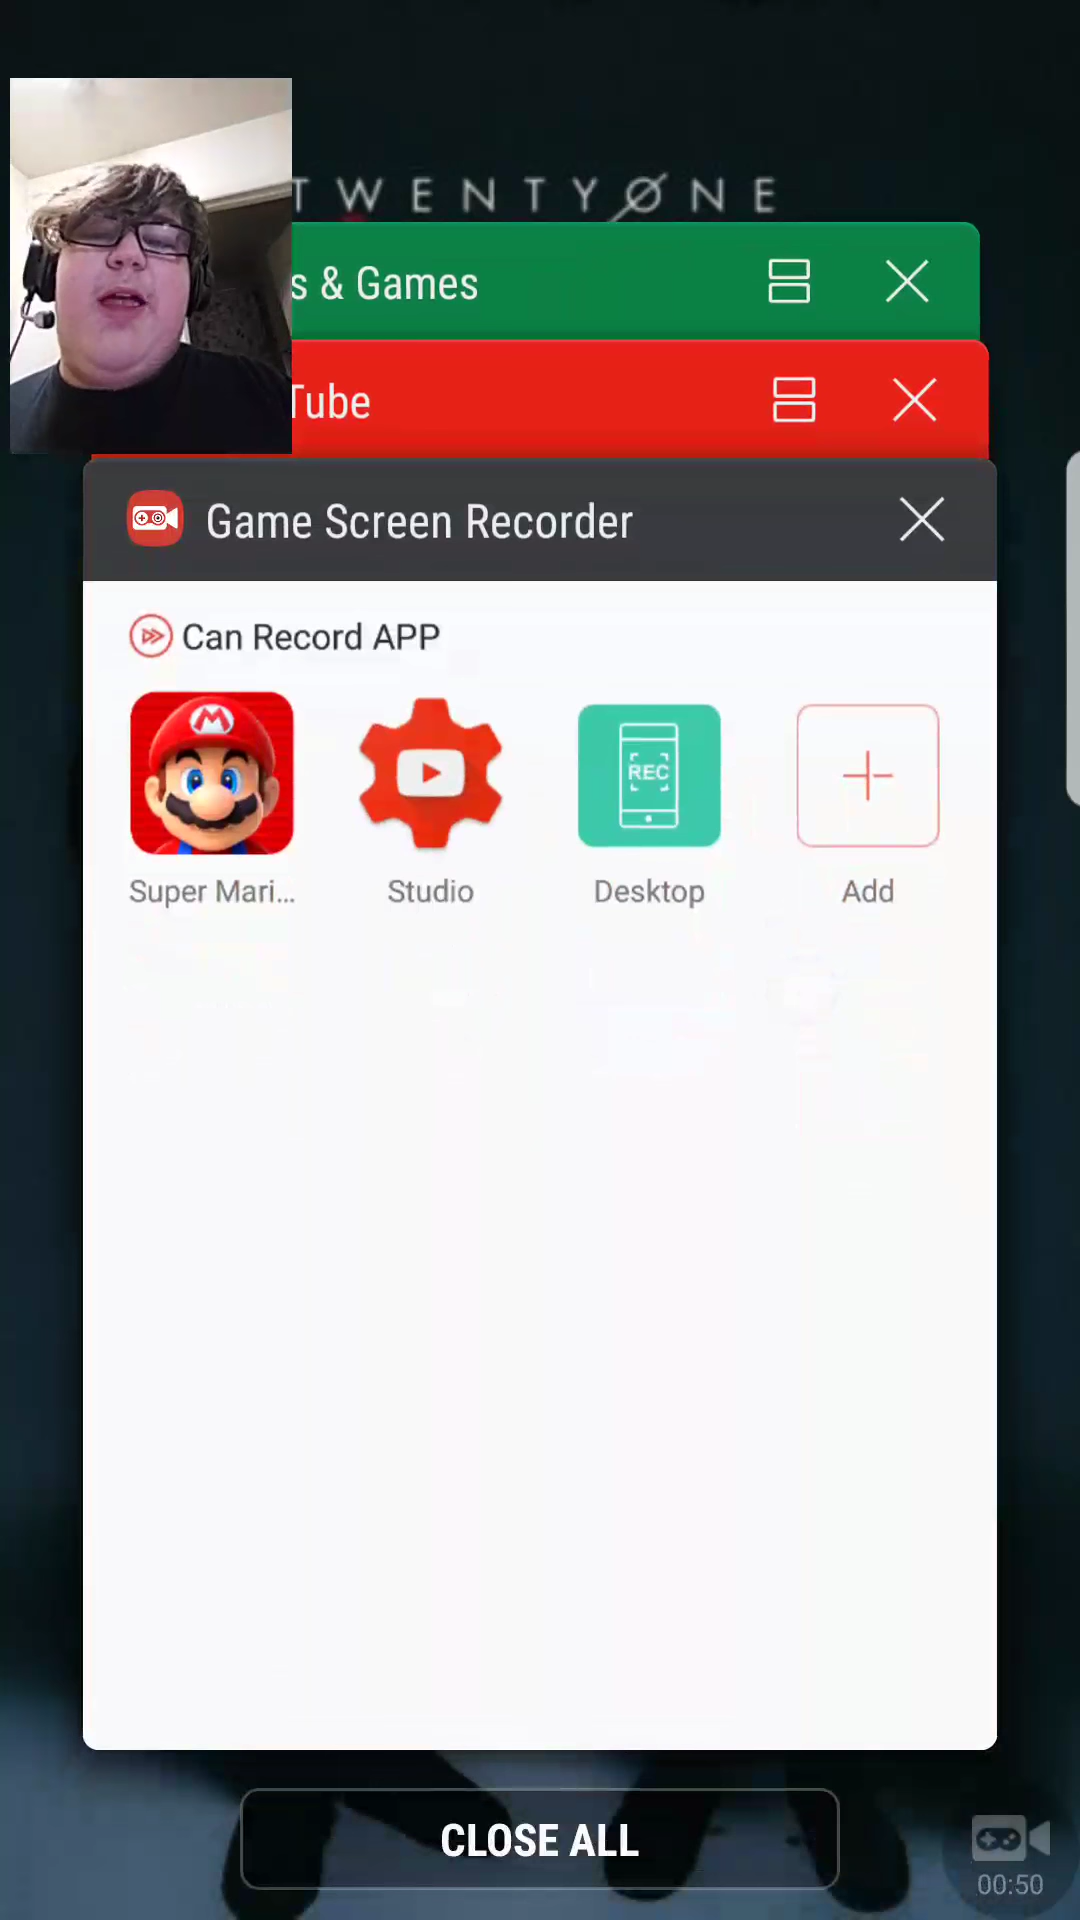 TWENTYØNE
s & Games
Tube
Game Screen Recorder
Can Record APP
M
REC
Super Mari...
Studio
Desktop
Add
CLOSE ALL
00:50